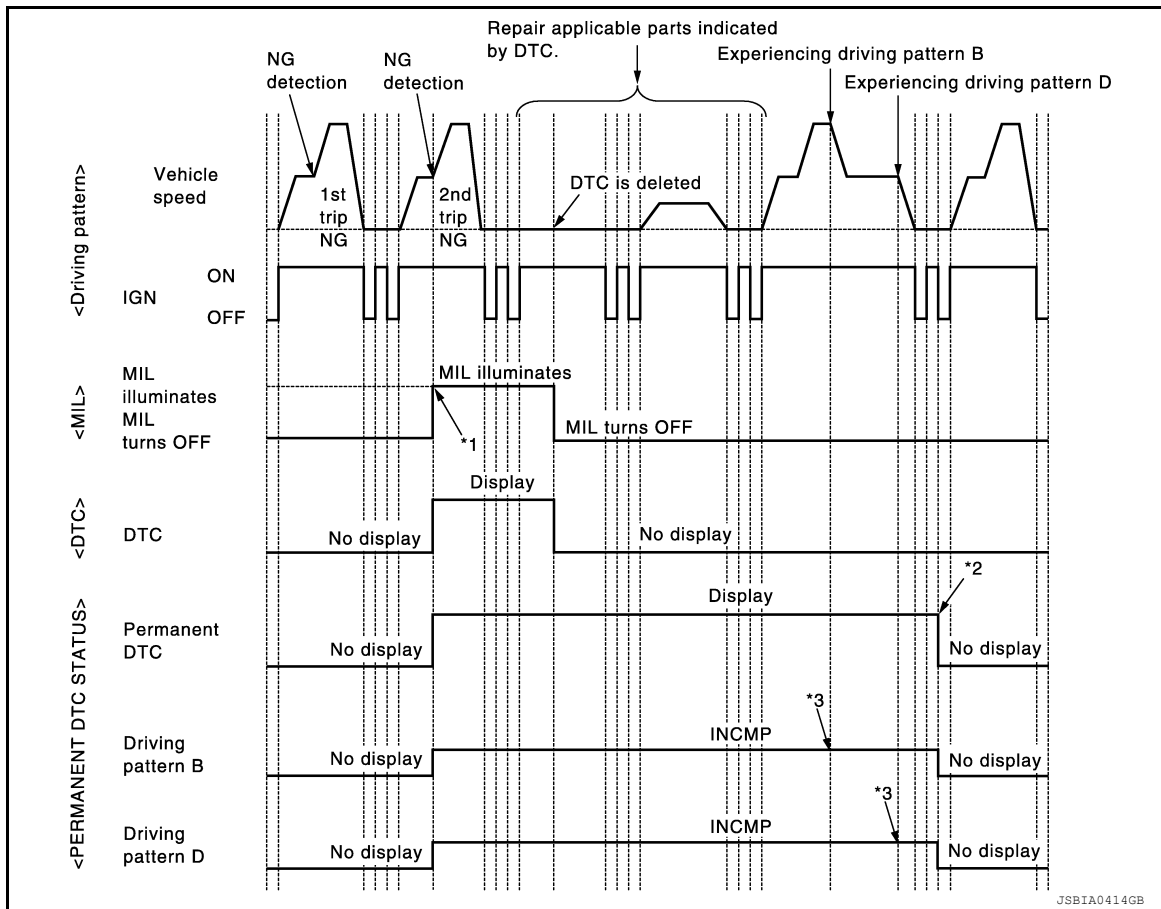 Repair applicable parts indicated
by DTC.
NG
detection
NG
detection
Experiencing driving pattern B
Experiencing driving pattern D
<Driving pattern>
Vehicle
speed
1st
trip
NG
2nd
trip
NG
DTC is deleted
IGN
ON
OFF
<MIL>
MIL
illuminates
MIL
turns OFF
MIL illuminates
*1
MIL turns OFF
<DTC>
DTC
No display
Display
No display
<PERMANENT DTC STATUS>
Permanent
DTC
No display
Display
*2
No display
Driving
pattern B
No display
INCMP
*3
No display
Driving
pattern D
No display
INCMP
*3
No display
JSBIA0414GB